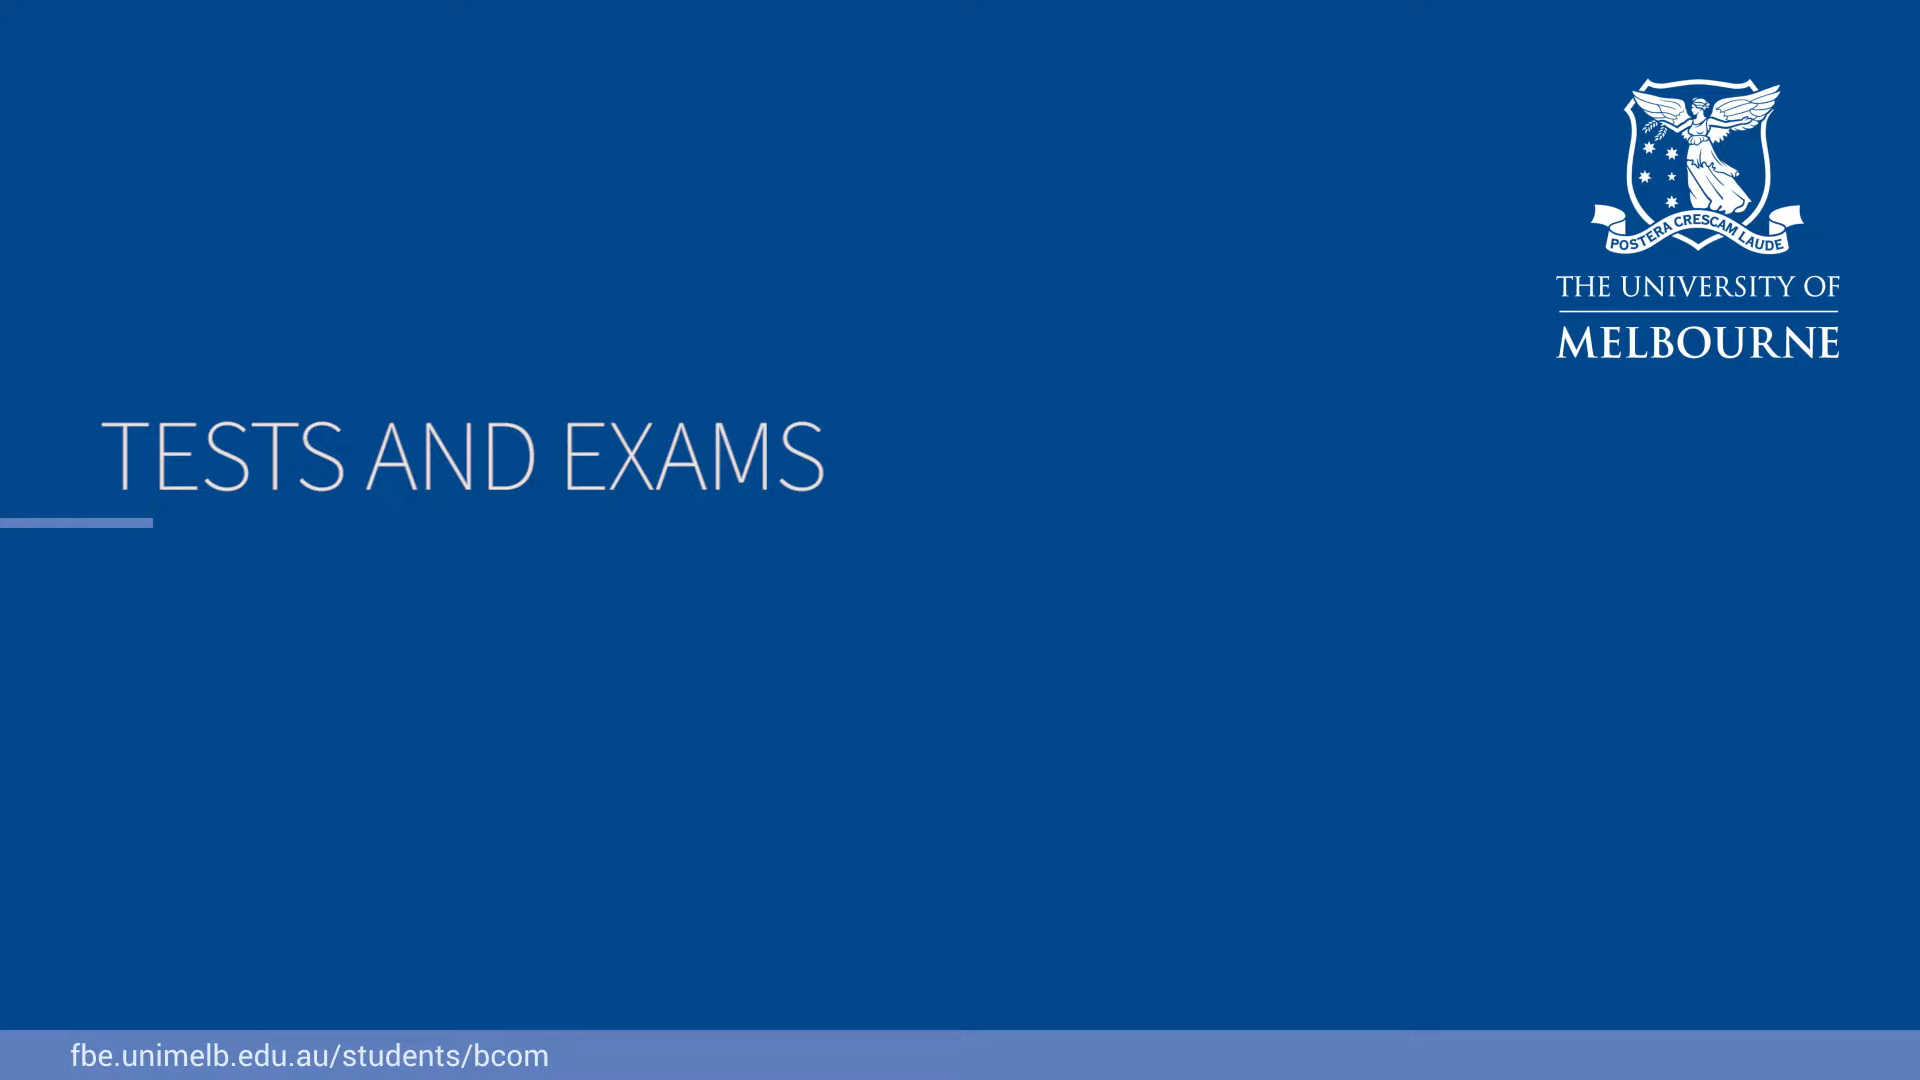 POSTERA CRESCAM LAUDE
THE UNIVERSITY OF
MELBOURNE
TESTS AND EXAMS
fbe.unimelb.edu.au/students/bcom